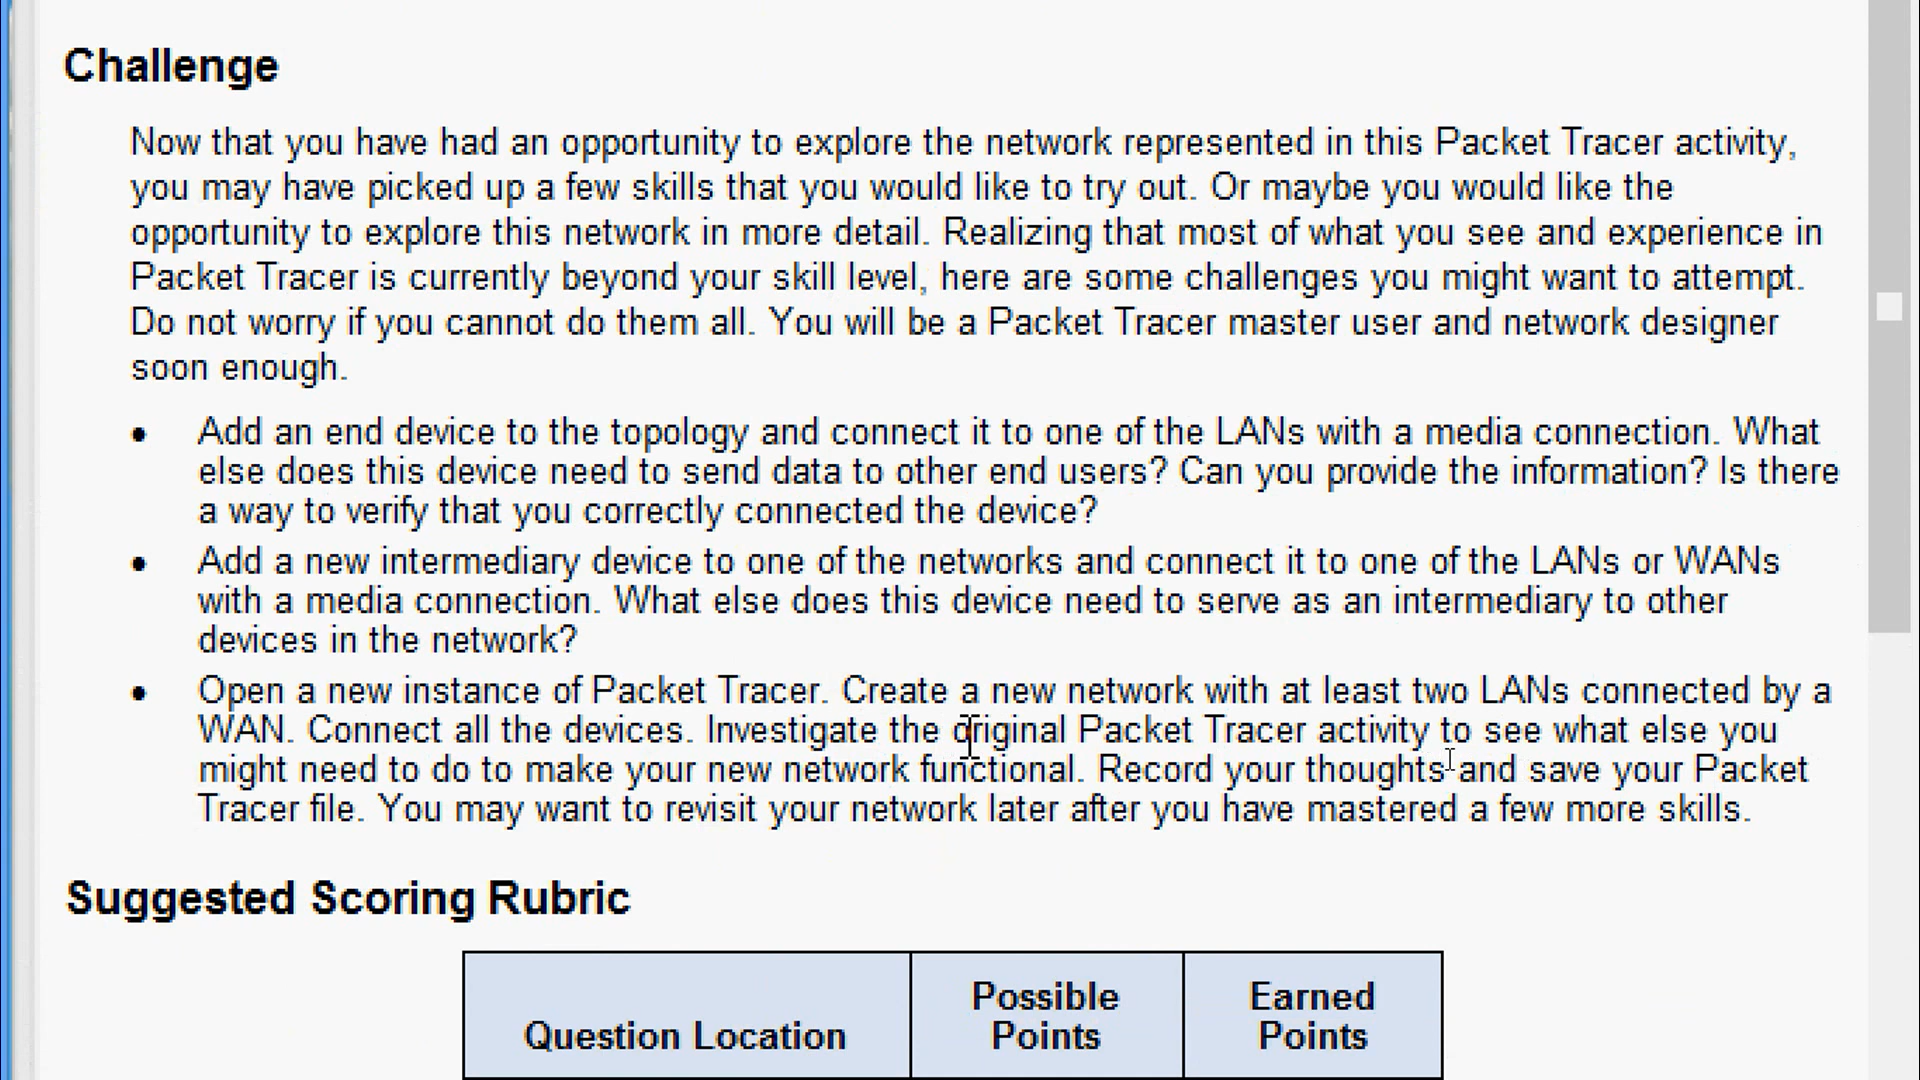 Challenge
Now that you have had an opportunity to explore the network represented in this Packet Tracer activity,
you may have picked up a few skills that you would like to try out. Or maybe you would like the
opportunity to explore this network in more detail. Realizing that most of what you see and experience in
Packet Tracer is currently beyond your skill level, here are some challenges you might want to attempt.
Do not worry if you cannot do them all. You will be a Packet Tracer master user and network designer
soon enough.
• Add an end device to the topology and connect it to one of the LANs with a media connection. What
else does this device need to send data to other end users? Can you provide the information? Is there
a way to verify that you correctly connected the device?
• Add a new intermediary device to one of the networks and connect it to one of the LANs or WANs
with a media connection. What else does this device need to serve as an intermediary to other
devices in the network?
• Open a new instance of Packet Tracer. Create a new network with at least two LANs connected by a
WAN. Connect all the devices. Investigate the original Packet Tracer activity to see what else you
might need to do to make your new network functional. Record your thoughts and save your Packet
Tracer file. You may want to revisit your network later after you have mastered a few more skills.
Suggested Scoring Rubric
Question Location
Possible
Points
Earned
Points